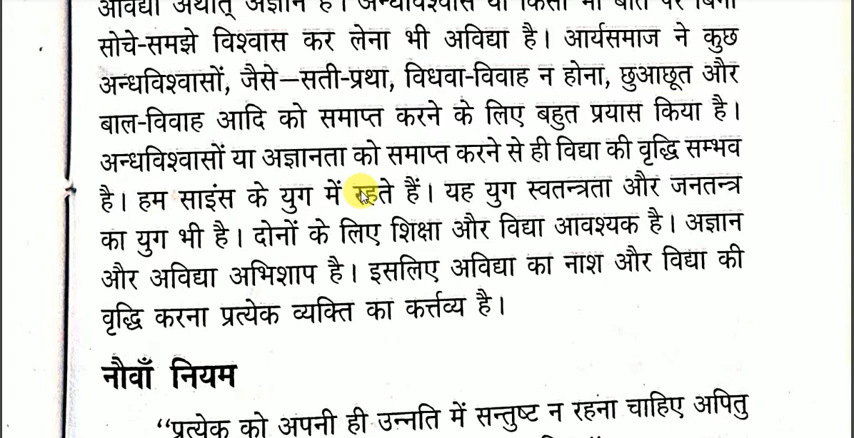 अविद्या अर्थात् अज्ञान है। अन्धविश्वास या किसी भी बात पर बिना
सोचे-समझे विश्वास कर लेना भी अविद्या है। आर्यसमाज ने कुछ
अन्धविश्वासों, जैसे—सती-प्रथा, विधवा-विवाह न होना, छुआछूत और
बाल-विवाह आदि को समाप्त करने के लिए बहुत प्रयास किया है।
अन्धविश्वासों या अज्ञानता को समाप्त करने से ही विद्या की वृद्धि सम्भव
है। हम साइंस के युग में रहते हैं। यह युग स्वतन्त्रता और जनतन्त्र
का युग भी है। दोनों के लिए शिक्षा और विद्या आवश्यक है। अज्ञान
और अविद्या अभिशाप है। इसलिए अविद्या का नाश और विद्या की
वृद्धि करना प्रत्येक व्यक्ति का कर्त्तव्य है।
नौवाँ नियम
“प्रत्येक को अपनी ही उन्नति में सन्तुष्ट न रहना चाहिए अपितु